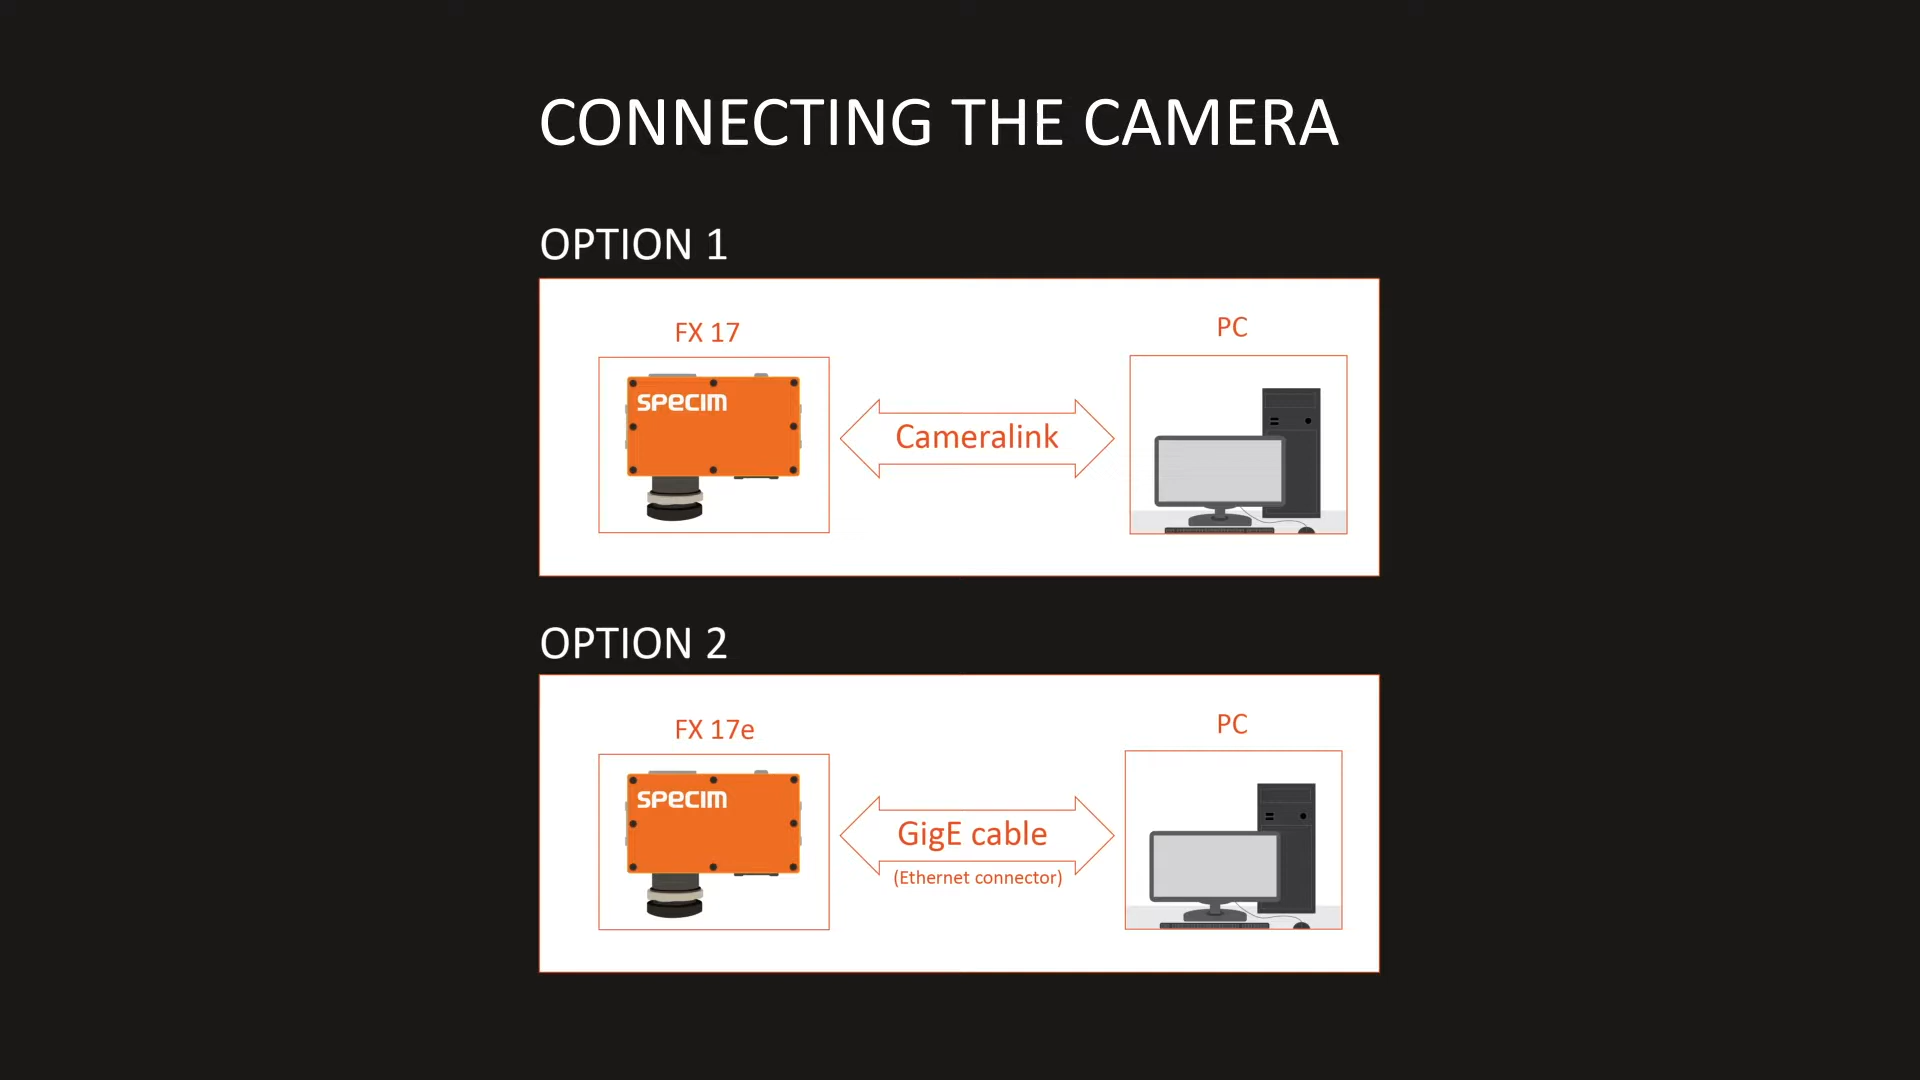 CONNECTING THE CAMERA
OPTION 1
FX 17
PC
SPECIM
Cameralink
OPTION 2
FX 17e
PC
SPECIM
GigE cable
(Ethernet connector)